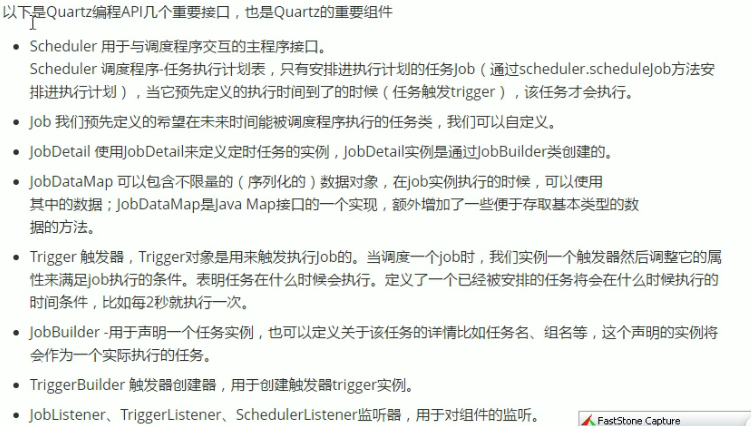 以下是Quartz编程API几个重要接口，也是Quartz的重要组件
Scheduler 用于与调度程序交互的主程序接口。
Scheduler 调度程序-任务执行计划表，只有安排进执行计划的任务Job（通过scheduler.scheduleJob方法安
排进执行计划），当它预先定义的执行时间到了的时候（任务触发trigger），该任务才会执行。
Job 我们预先定义的希望在未来时间能被调度程序执行的任务类，我们可以自定义。
JobDetail 使用JobDetail来定义定时任务的实例，JobDetail实例是通过JobBuilder类创建的。
JobDataMap 可以包含不限量的（序列化的）数据对象，在job实例执行的时候，可以使用
其中的数据；JobDataMap是Java Map接口的一个实现，额外增加了一些便于存取基本类型的数
据的方法。
Trigger 触发器，Trigger对象是用来触发执行Job的。当调度一个job时，我们实例一个触发器然后调整它的属
性来满足job执行的条件。表明任务在什么时候会执行。定义了一个已经被安排的任务将会在什么时候执行的
时间条件，比如每2秒就执行一次。
JobBuilder -用于声明一个任务实例，也可以定义关于该任务的详情比如任务名、组名等，这个声明的实例将
会作为一个实际执行的任务。
TriggerBuilder 触发器创建器，用于创建触发器trigger实例。
JobListener、TriggerListener、SchedulerListener监听器，用于对组件的监听。
FastStone Capture